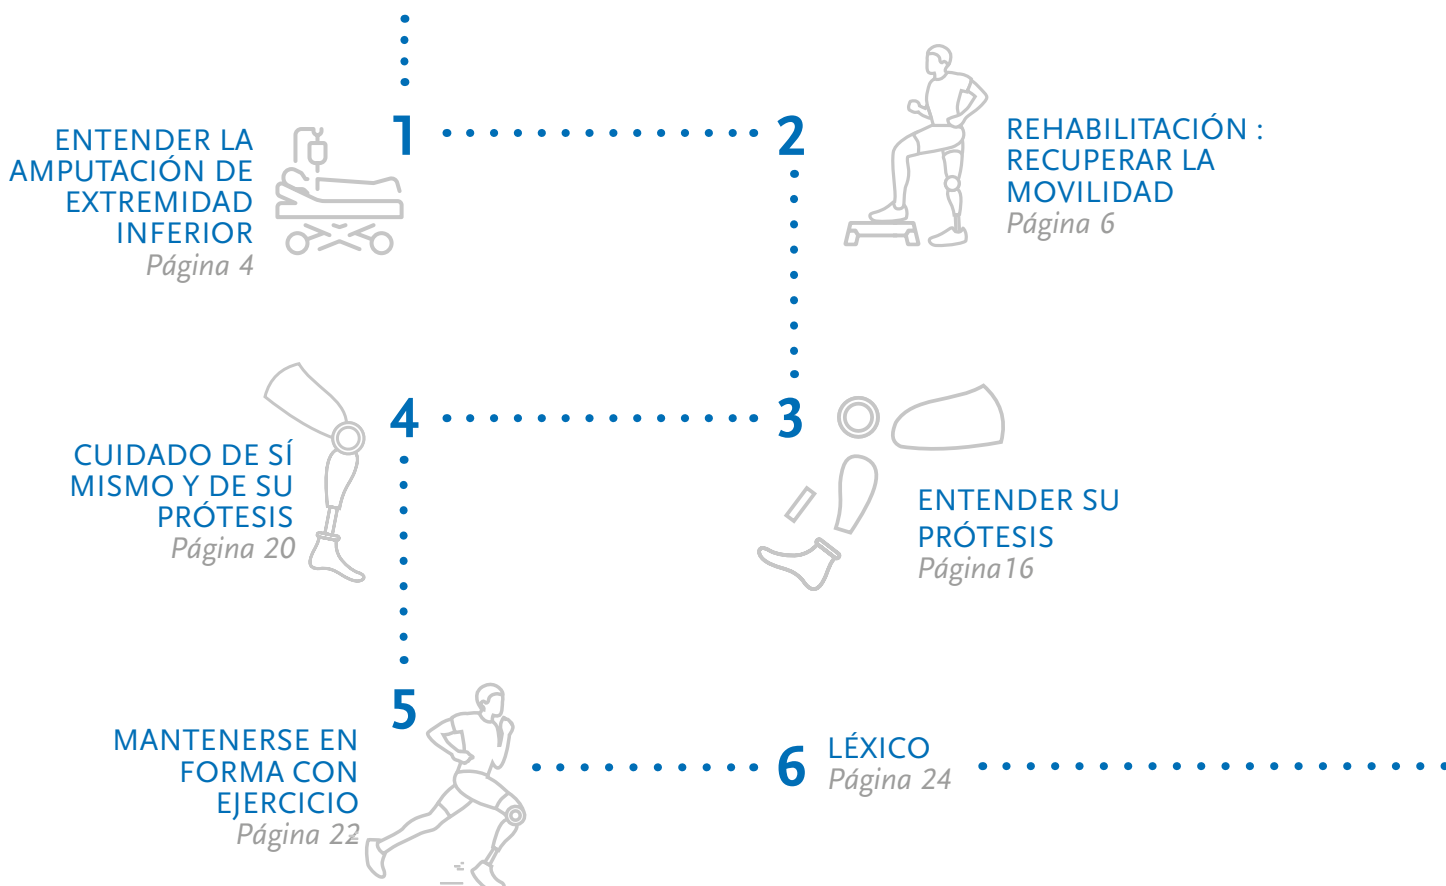 1
ENTENDER LA
AMPUTACIÓN DE
EXTREMIDAD
INFERIOR
Página 4
2
REHABILITACIÓN :
RECUPERAR LA
MOVILIDAD
Página 6
3
ENTENDER SU
PRÓTESIS
Página16
4
CUIDADO DE SÍ
MISMO Y DE SU
PRÓTESIS
Página 20
5
MANTENERSE EN
FORMA CON
EJERCICIO
Página 22
6
LÉXICO
Página 24